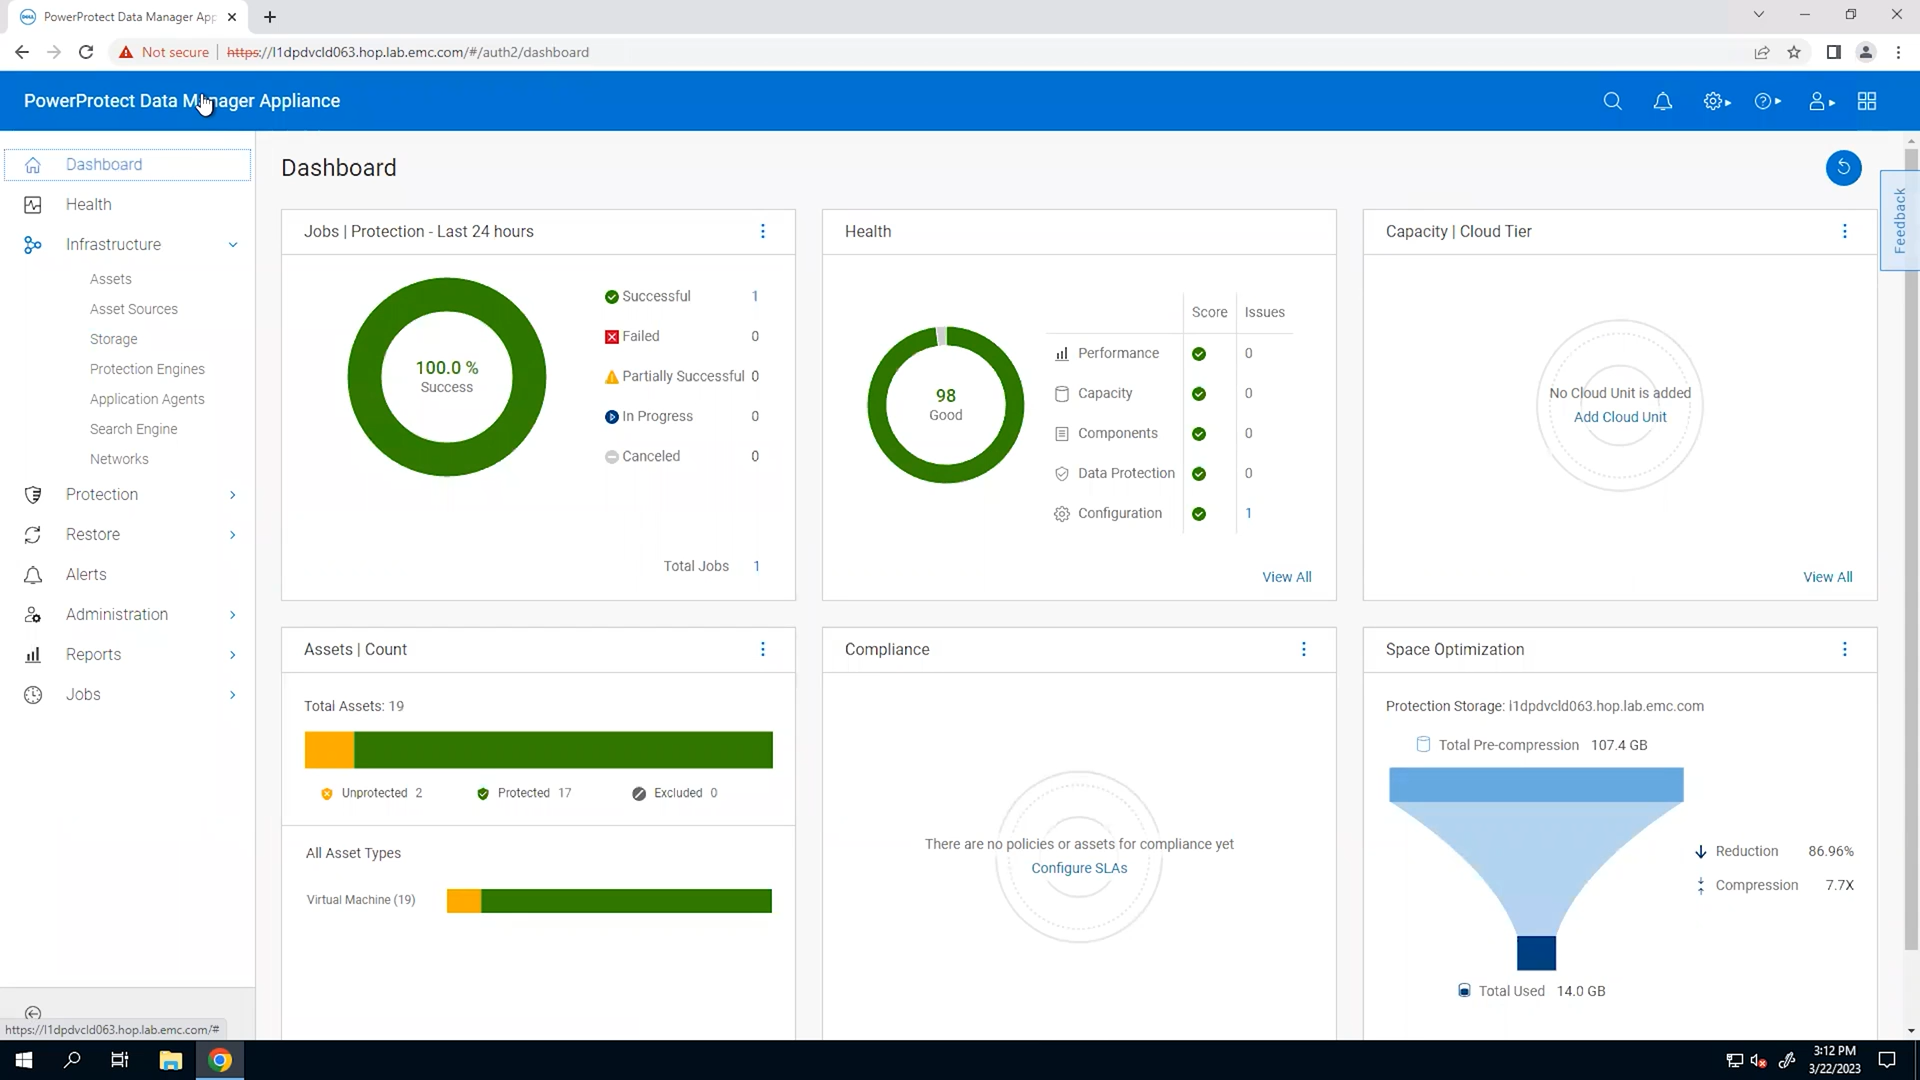 PowerProtect Data Manager App
Not secure
https://l1dpdvcld063.hop.lab.emc.com/#/auth2/dashboard
PowerProtect Data Manager Appliance
Dashboard
Health
Infrastructure
Assets
Asset Sources
Storage
Protection Engines
Application Agents
Search Engine
Networks
Protection
Restore
Alerts
Administration
Reports
Jobs
https://l1dpdvcld063.hop.lab.emc.com/#
Dashboard
Feedback
Jobs | Protection - Last 24 hours
100.0 %
Success
Successful 1
Failed 0
Partially Successful 0
In Progress 0
Canceled 0
Total Jobs 1
Health
98
Good
Score Issues
Performance 0
Capacity 0
Components 0
Data Protection 0
Configuration 1
View All
Capacity | Cloud Tier
No Cloud Unit is added
Add Cloud Unit
View All
Assets | Count
Total Assets: 19
Unprotected 2 Protected 17 Excluded 0
All Asset Types
Virtual Machine (19)
Compliance
There are no policies or assets for compliance yet
Configure SLAs
Space Optimization
Protection Storage: i1dpdvcld063.hop.lab.emc.com
Total Pre-compression 107.4 GB
Reduction 86.96%
Compression 7.7X
Total Used 14.0 GB
3:12 PM
3/22/2023